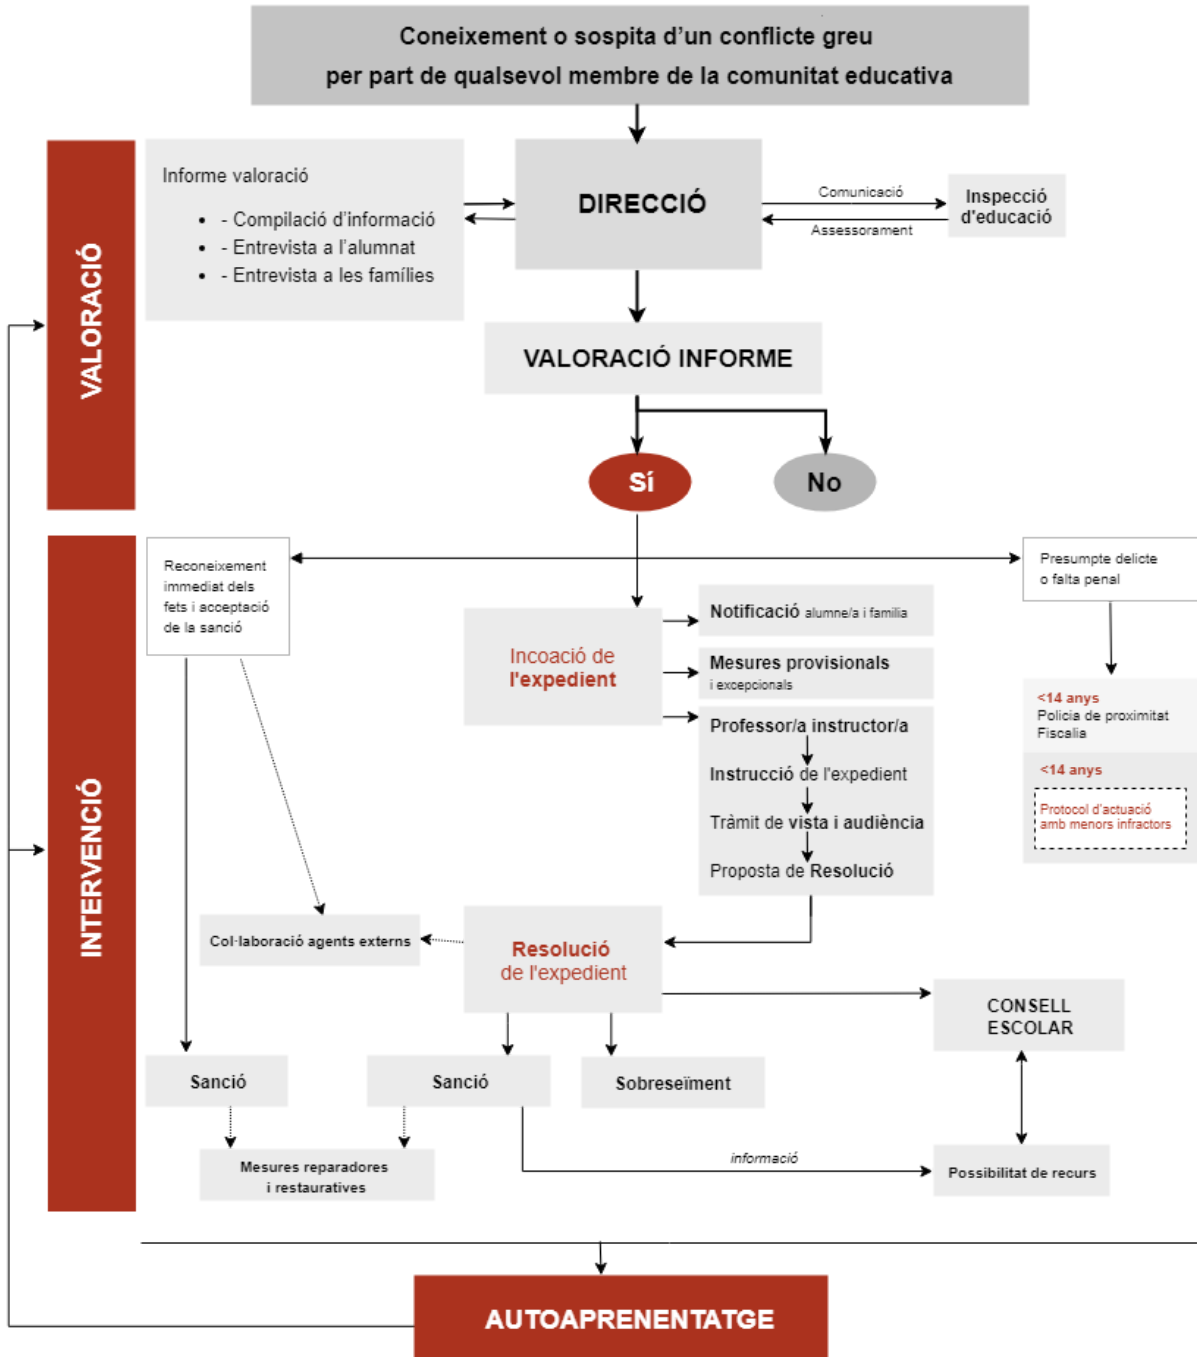 Coneixement o sospita d'un conflicte greu
per part de qualsevol membre de la comunitat educativa
VALORACIÓ
Informe valoració
• - Compilació d'informació
• - Entrevista a l'alumnat
• - Entrevista a les famílies
DIRECCIÓ
Comunicació
Assessorament
Inspecció
d'educació
VALORACIÓ INFORME
Sí
No
INTERVENCIÓ
Reconeixement
immediat dels
fets i acceptació
de la sanció
Presumpte delicte
o falta penal
Incoació de
l'expedient
Notificació alumne/a i familia
Mesures provisionals
i excepcionals
Professor/a instructor/a
Instrucció de l'expedient
Tràmit de vista i audiència
Proposta de Resolució
<14 anys
Policia de proximitat
Fiscalia
<14 anys
Protocol d'actuació
amb menors infractors
Col·laboració agents externs
Resolució
de l'expedient
CONSELL
ESCOLAR
Sanció
Sanció
Sobreseïment
Mesures reparadores
i restauratives
informació
Possibilitat de recurs
AUTOAPRENENTATGE